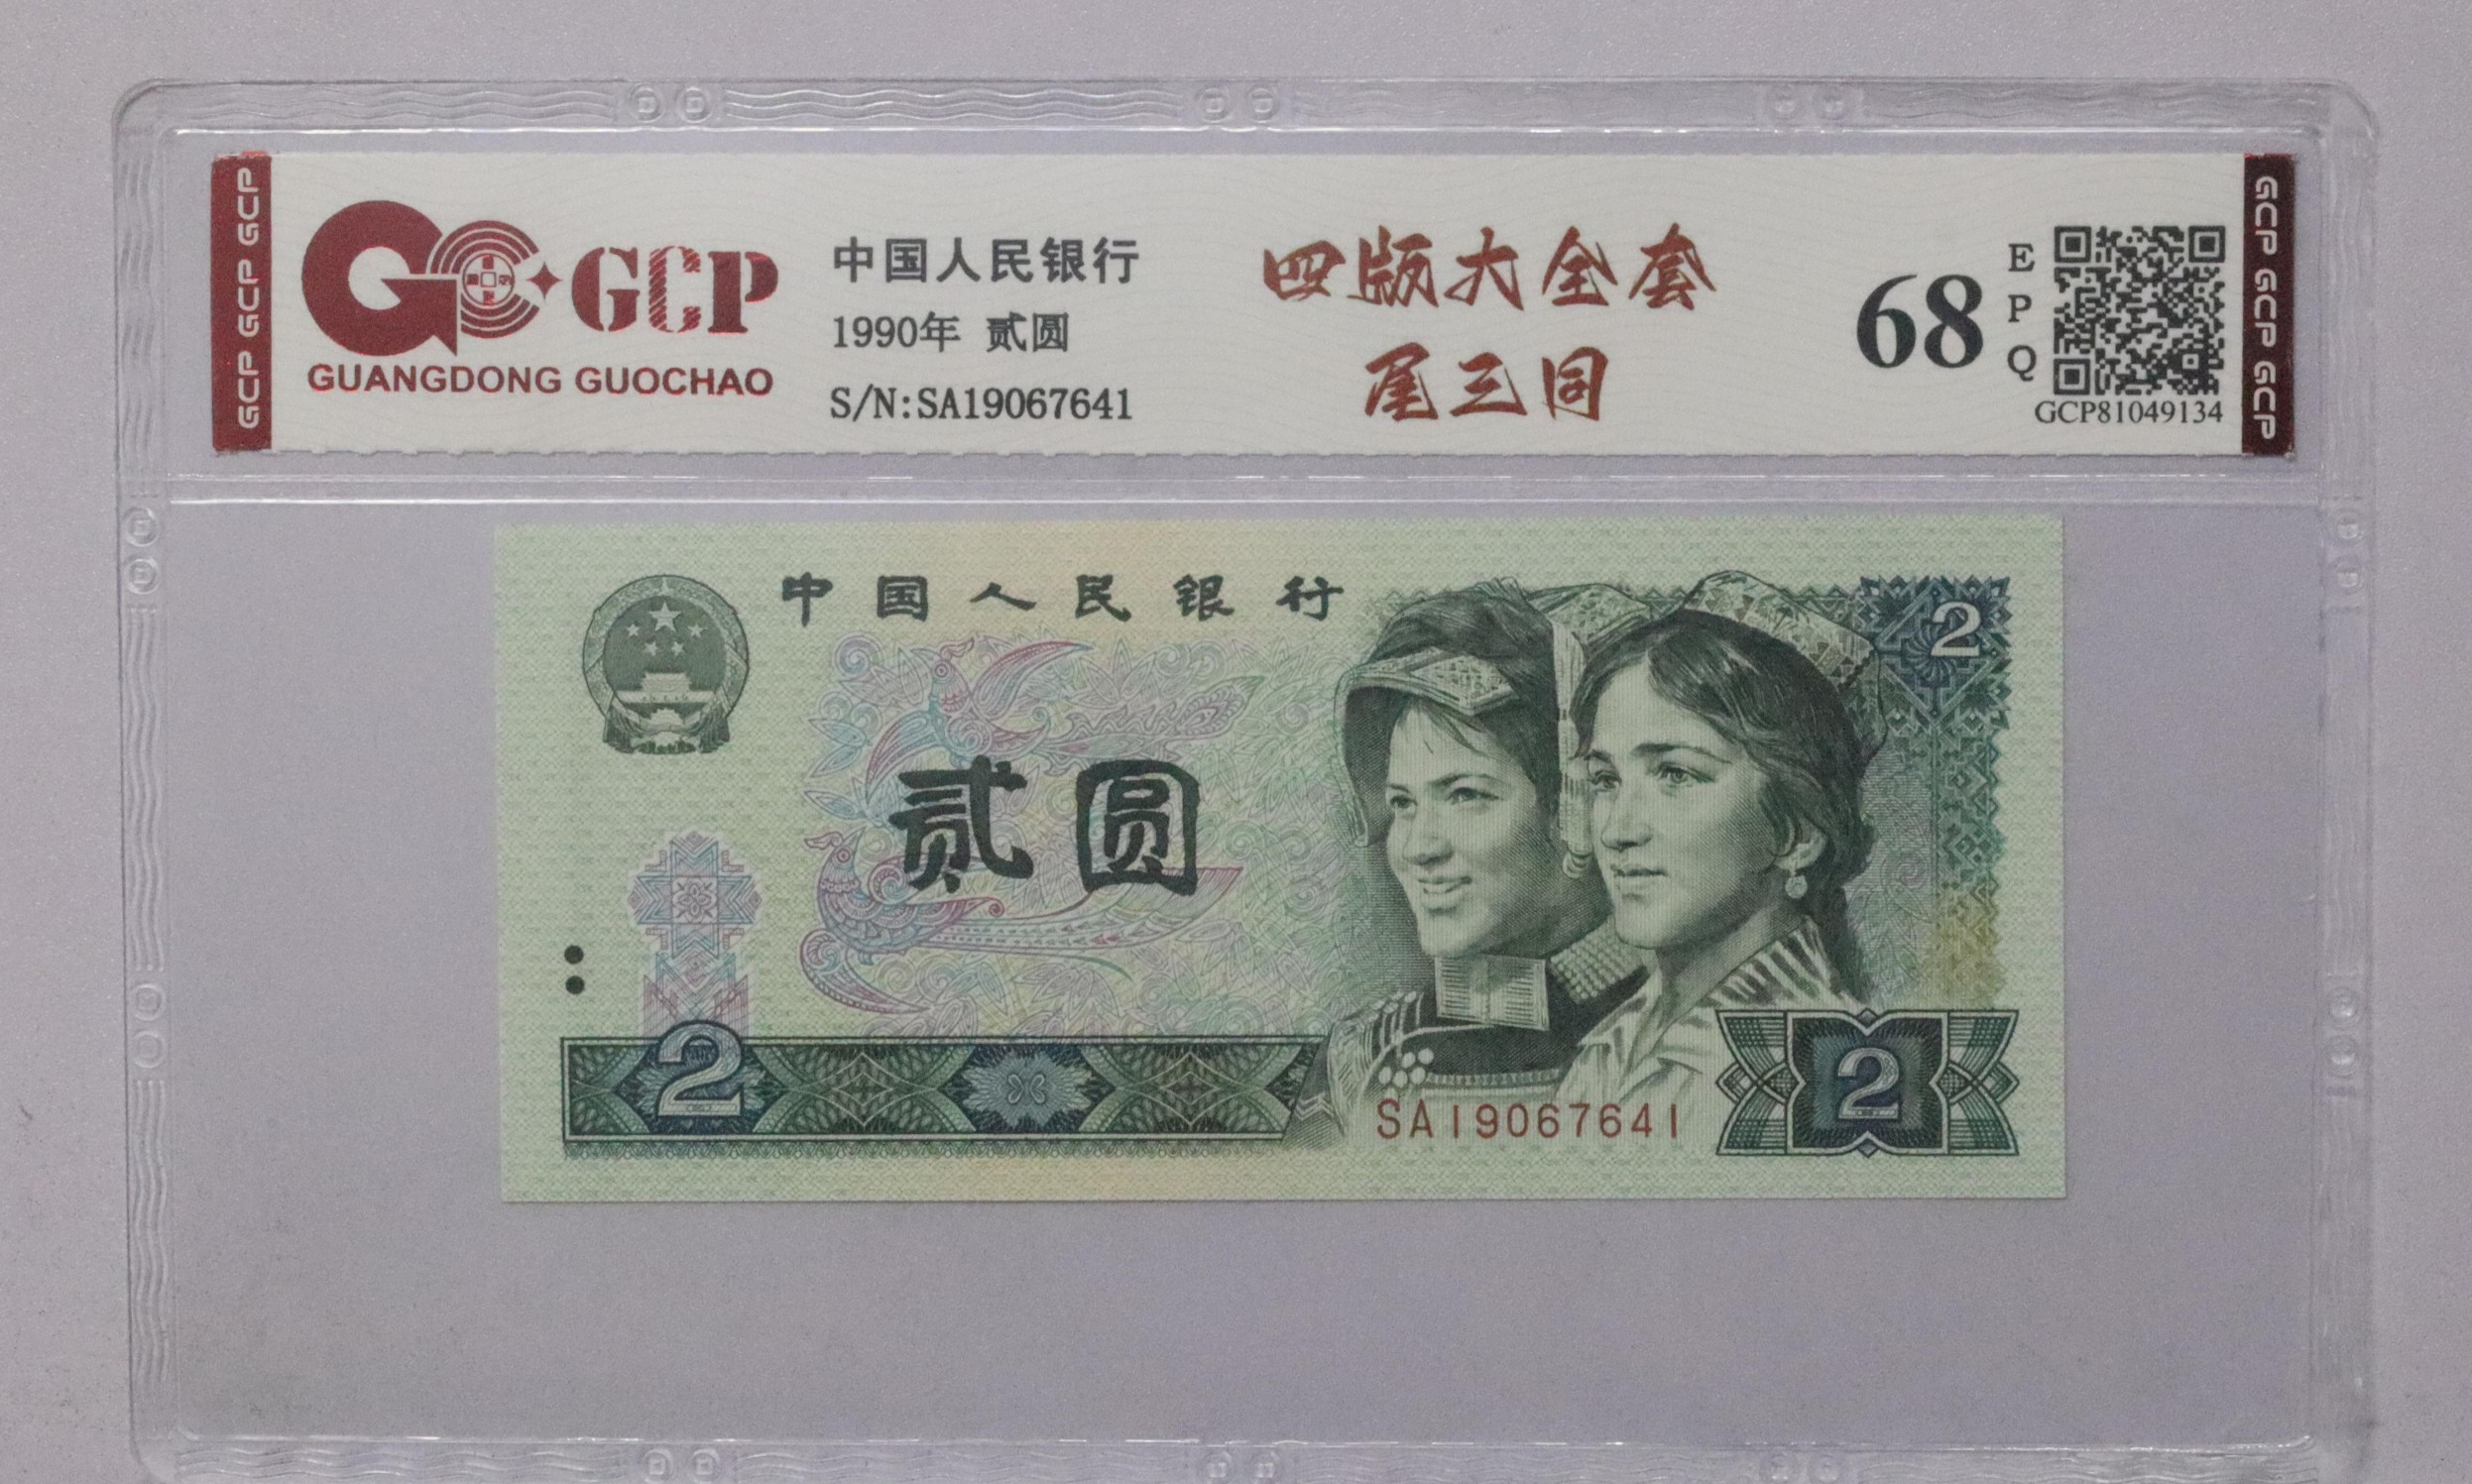 GCP GCP GCP
GCP
GUANGDONG GUOCHAO
中国人民银行
1990年 贰圆
S/N:SA19067641
四版大全套
尾三同
68
EPQ
GCP81049134
GCP GCP GCP
中国人民银行
2
贰圆
2
SA19067641
2